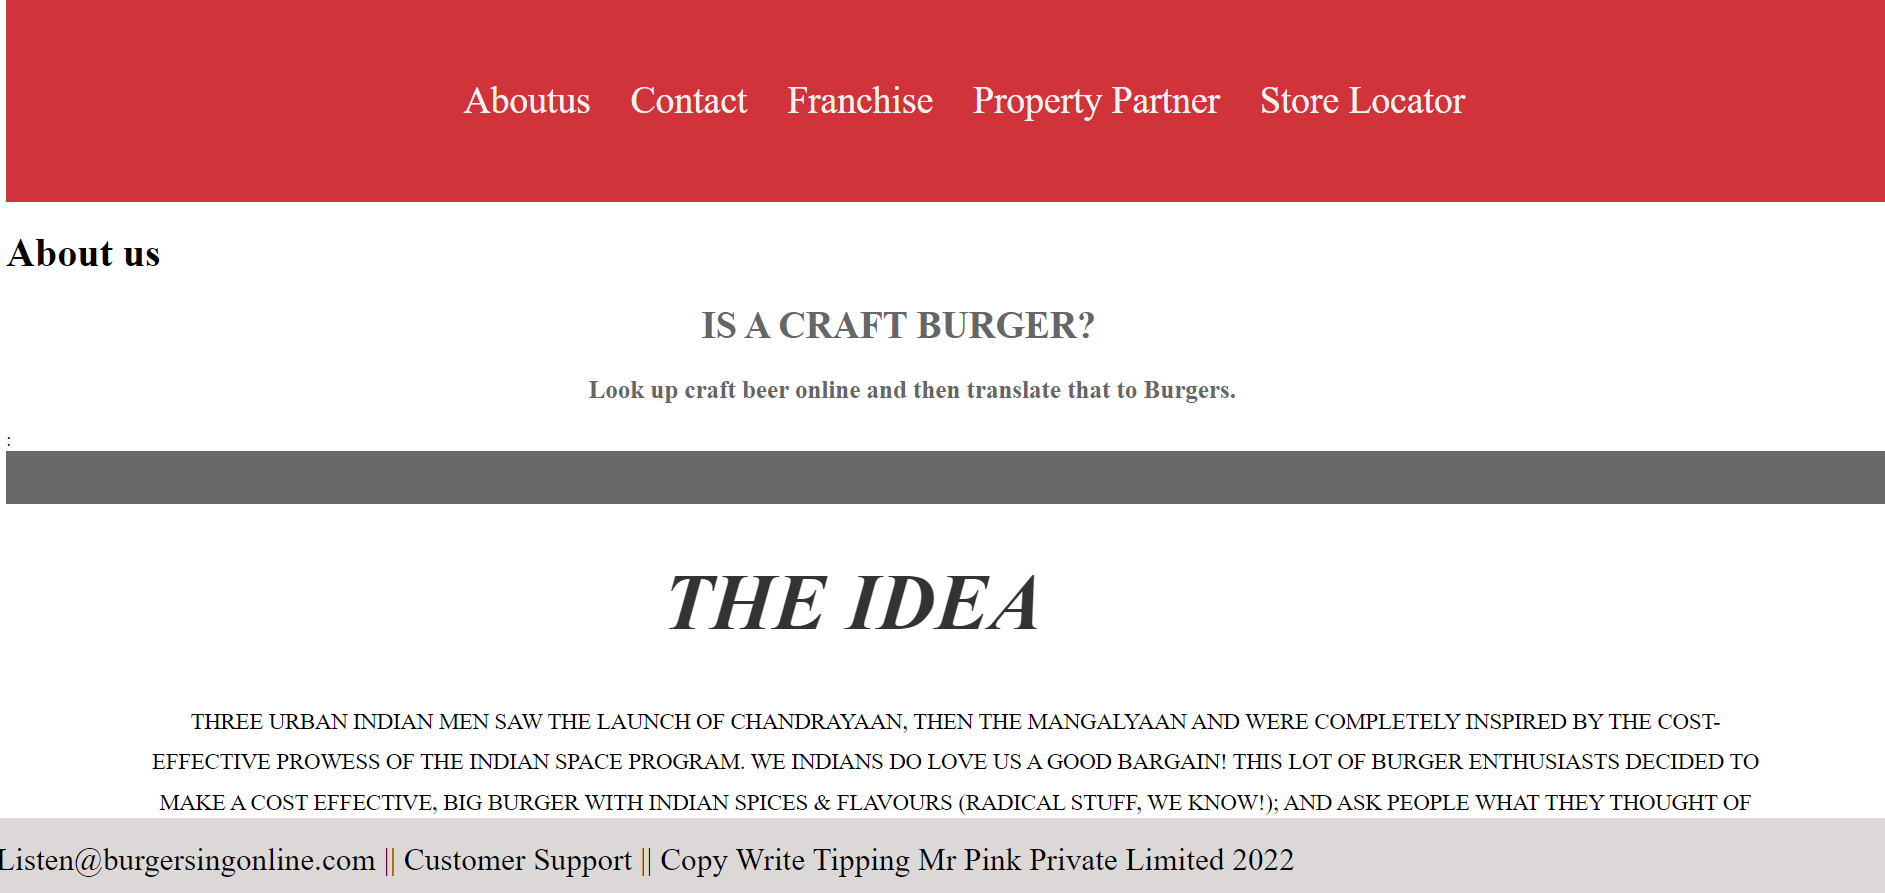 Aboutus Contact Franchise Property Partner Store Locator
About us
IS A CRAFT BURGER?
Look up craft beer online and then translate that to Burgers.
:
THE IDEA
THREE URBAN INDIAN MEN SAW THE LAUNCH OF CHANDRAYAAN, THEN THE MANGALYAAN AND WERE COMPLETELY INSPIRED BY THE COST-
EFFECTIVE PROWESS OF THE INDIAN SPACE PROGRAM. WE INDIANS DO LOVE US A GOOD BARGAIN! THIS LOT OF BURGER ENTHUSIASTS DECIDED TO
MAKE A COST EFFECTIVE, BIG BURGER WITH INDIAN SPICES & FLAVOURS (RADICAL STUFF, WE KNOW!); AND ASK PEOPLE WHAT THEY THOUGHT OF
Listen@burgersingonline.com || Customer Support || Copy Write Tipping Mr Pink Private Limited 2022